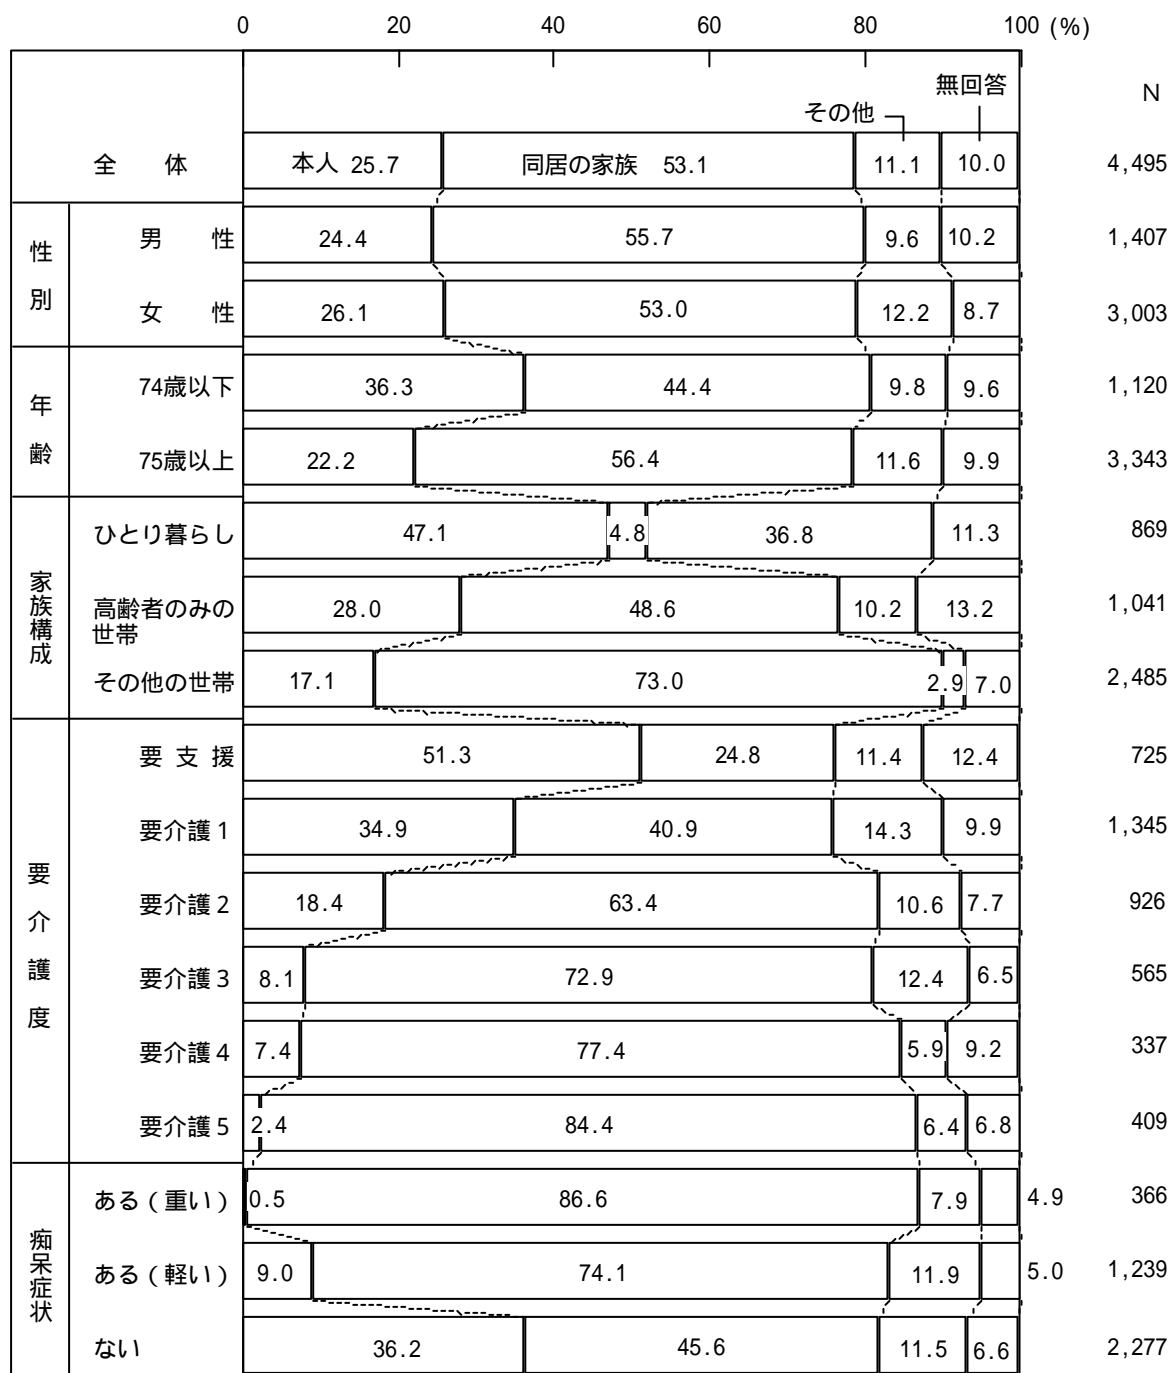 0 20 40 60 80 100 (%)
無回答 N
その他
全 体 本人 25.7 同居の家族 53.1 11.1 10.0 4,495
性別
男 性 24.4 55.7 9.6 10.2 1,407
女 性 26.1 53.0 12.2 8.7 3,003
年齢
74歳以下 36.3 44.4 9.8 9.6 1,120
75歳以上 22.2 56.4 11.6 9.9 3,343
家族構成
ひとり暮らし 47.1 4.8 36.8 11.3 869
高齢者のみの
世帯 28.0 48.6 10.2 13.2 1,041
その他の世帯 17.1 73.0 2.9 7.0 2,485
要介護度
要 支 援 51.3 24.8 11.4 12.4 725
要介護1 34.9 40.9 14.3 9.9 1,345
要介護2 18.4 63.4 10.6 7.7 926
要介護3 8.1 72.9 12.4 6.5 565
要介護4 7.4 77.4 5.9 9.2 337
要介護5 2.4 84.4 6.4 6.8 409
痴呆症状
ある(重い) 0.5 86.6 7.9 4.9 366
ある(軽い) 9.0 74.1 11.9 5.0 1,239
ない 36.2 45.6 11.5 6.6 2,277